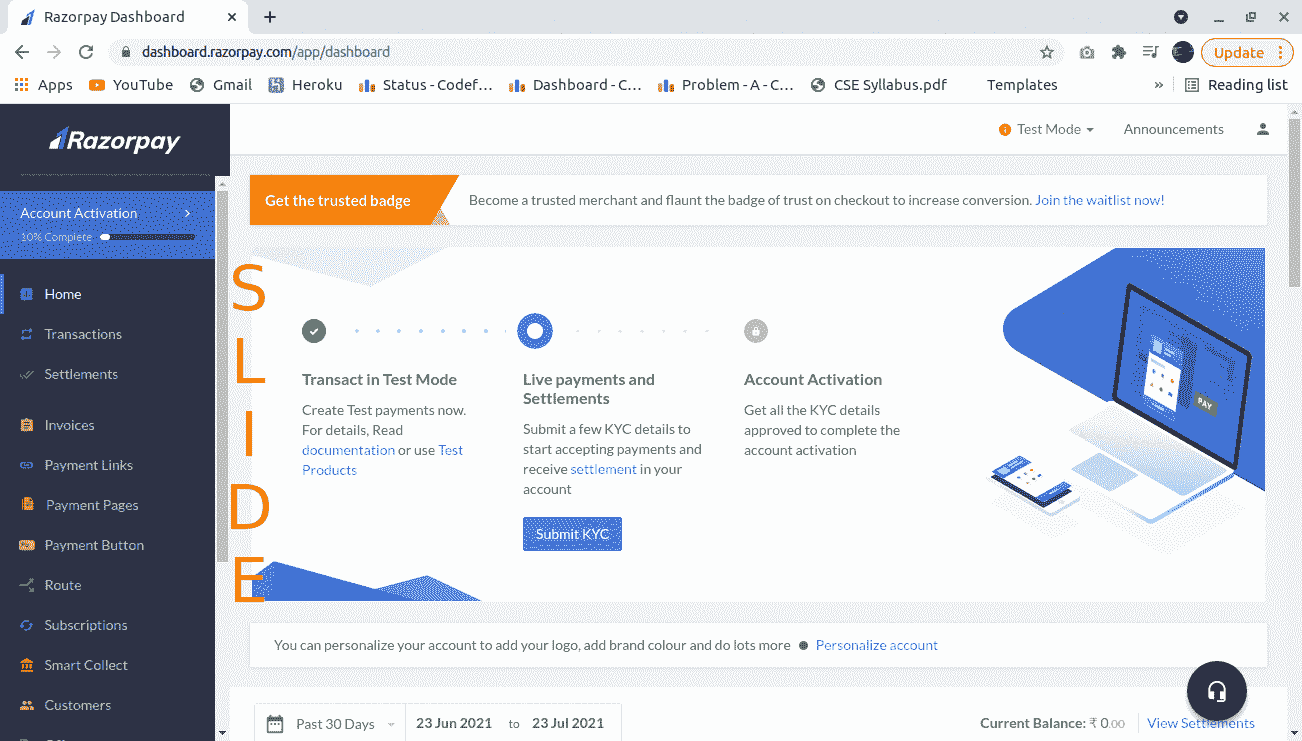 Razorpay Dashboard
dashboard.razorpay.com/app/dashboard
Update
Apps
YouTube
Gmail
Heroku
Status - Codef...
Dashboard - C...
Problem - A - C...
CSE Syllabus.pdf
Templates
»
Reading list
Razorpay
Test Mode
Announcements
Account Activation
10% Complete
Get the trusted badge
Become a trusted merchant and flaunt the badge of trust on checkout to increase conversion. Join the waitlist now!
Home
Transactions
Settlements
Invoices
Payment Links
Payment Pages
Payment Button
Route
Subscriptions
Smart Collect
Customers
S
L
I
D
E
Transact in Test Mode
Create Test payments now.
For details, Read
documentation or use Test
Products
Live payments and
Settlements
Submit a few KYC details to
start accepting payments and
receive settlement in your
account
Submit KYC
Account Activation
Get all the KYC details
approved to complete the
account activation
PAY
You can personalize your account to add your logo, add brand colour and do lots more
Personalize account
Past 30 Days
23 Jun 2021 to 23 Jul 2021
Current Balance: ₹ 0.00
View Settlements